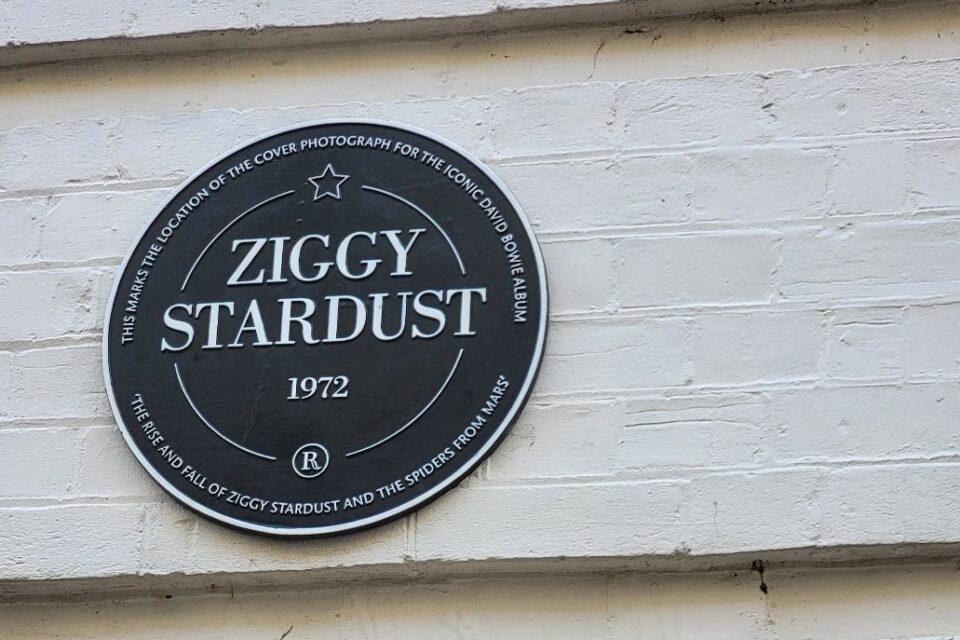 THIS MARKS THE LOCATION OF THE COVER PHOTOGRAPH FOR THE ICONIC DAVID BOWIE ALBUM
ZIGGY
STARDUST
1972
R
'THE RISE AND FALL OF ZIGGY STARDUST AND THE SPIDERS FROM MARS'